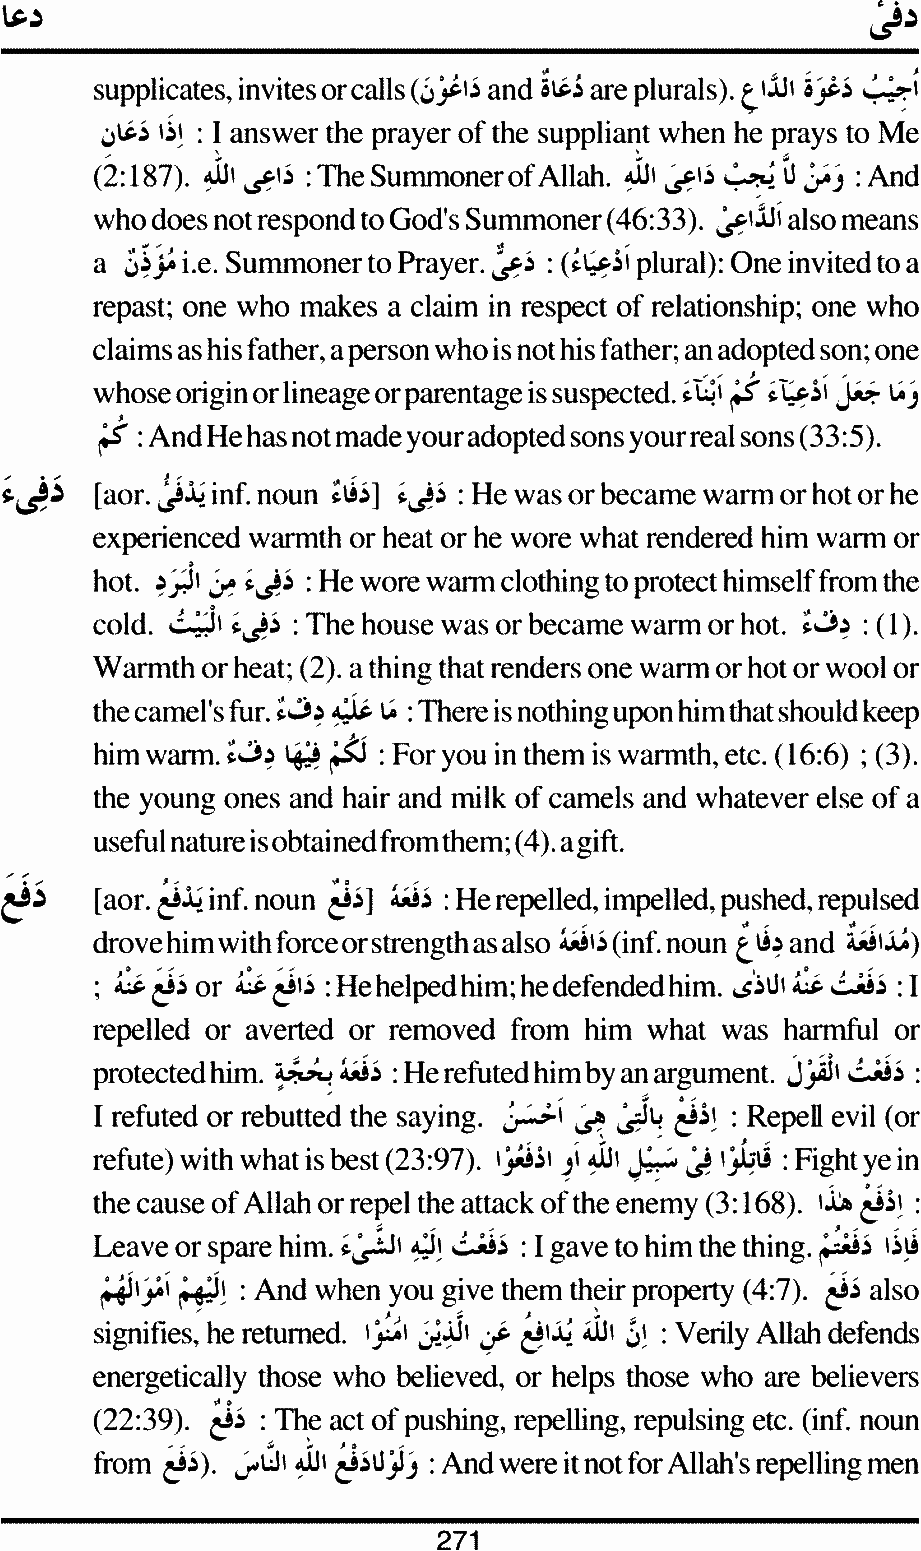 دعا دفیٔ
supplicates, invites or calls (دَاعُوْنَ and دُعَاةٌ are plurals). اُجِیْبُ دَعْوَةَ الدَّاعِ
اِذَا دَعَانِ : I answer the prayer of the suppliant when he prays to Me
(2:187). دَاعِی اللّٰهِ : The Summoner of Allah. وَمَنْ لَّا یُجِبْ دَاعِیَ اللّٰهِ : And
who does not respond to God's Summoner (46:33). اَلدَّاعِیْ also means
a مُؤَذِّنٌ i.e. Summoner to Prayer. دَعِیٌّ : (اَدْعِیَاءُ plural): One invited to a
repast; one who makes a claim in respect of relationship; one who
claims as his father, a person who is not his father; an adopted son; one
whose origin or lineage or parentage is suspected. وَمَا جَعَلَ اَدْعِیَآءَ کُمْ اَبْنَآءَ
کُمْ : And He has not made your adopted sons your real sons (33:5).
دَفِیءَ [aor. یَدْفَیُٔ inf. noun دَفَاءٌ] دَفِیءَ : He was or became warm or hot or he
experienced warmth or heat or he wore what rendered him warm or
hot. دَفِیءَ مِنَ الْبَرْدِ : He wore warm clothing to protect himself from the
cold. دَفِیءَ الْبَیْتُ : The house was or became warm or hot. دِفْءٌ : (1).
Warmth or heat; (2). a thing that renders one warm or hot or wool or
the camel's fur. مَا عَلَیْهِ دِفْءٌ : There is nothing upon him that should keep
him warm. لَکُمْ فِیْهَا دِفْءٌ : For you in them is warmth, etc. (16:6) ; (3).
the young ones and hair and milk of camels and whatever else of a
useful nature is obtained from them; (4). a gift.
دَفَعَ [aor. یَدْفَعُ inf. noun دَفْعٌ] دَفَعَهٗ : He repelled, impelled, pushed, repulsed
drove him with force or strength as also دَافَعَهٗ (inf. noun دِفَاعٌ and مُدَافَعَةٌ)
; دَفَعَ عَنْهُ or دَافَعَ عَنْهُ : He helped him; he defended him. دَفَعْتُ عَنْهُ الْاَذٰی : I
repelled or averted or removed from him what was harmful or
protected him. دَفَعَهٗ بِحُجَّةٍ : He refuted him by an argument. دَفَعْتُ الْقَوْلَ :
I refuted or rebutted the saying. اِدْفَعْ بِالَّتِیْ هِیَ اَحْسَنُ : Repell evil (or
refute) with what is best (23:97). قَاتِلُوْا فِیْ سَبِیْلِ اللّٰهِ اَوِ ادْفَعُوْا : Fight ye in
the cause of Allah or repel the attack of the enemy (3:168). اِدْفَعْ هٰذَا :
Leave or spare him. دَفَعْتُ اِلَیْهِ الشَّیْءَ : I gave to him the thing. فَاِذَا دَفَعْتُمْ
اِلَیْهِمْ اَمْوَالَهُمْ : And when you give them their property (4:7). دَفَعَ also
signifies, he returned. اِنَّ اللّٰهَ یُدَافِعُ عَنِ الَّذِیْنَ اٰمَنُوْا : Verily Allah defends
energetically those who believed, or helps those who are believers
(22:39). دَفْعٌ : The act of pushing, repelling, repulsing etc. (inf. noun
from دَفَعَ). وَلَوْلَا دَفْعُ اللّٰهِ النَّاسَ : And were it not for Allah's repelling men
271